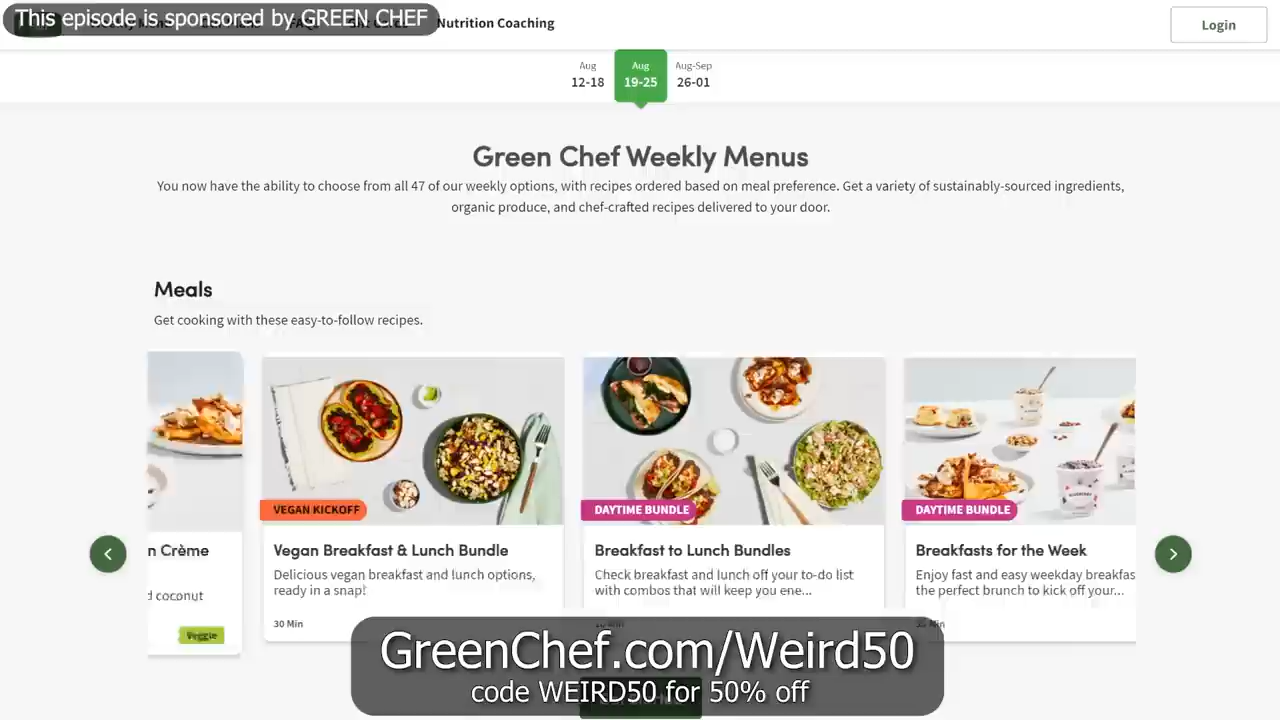 This episode is sponsored by GREEN CHEF
Nutrition Coaching
Login
Aug
12-18
Aug
19-25
Aug-Sep
26-01
Green Chef Weekly Menus
You now have the ability to choose from all 47 of our weekly options, with recipes ordered based on meal preference. Get a variety of sustainably-sourced ingredients,
organic produce, and chef-crafted recipes delivered to your door.
Meals
Get cooking with these easy-to-follow recipes.
n Crème
d coconut
Veggie
VEGAN KICKOFF
Vegan Breakfast & Lunch Bundle
Delicious vegan breakfast and lunch options,
ready in a snap!
30 Min
DAYTIME BUNDLE
Breakfast to Lunch Bundles
Check breakfast and lunch off your to-do list
with combos that will keep you ene...
DAYTIME BUNDLE
Breakfasts for the Week
Enjoy fast and easy weekday breakfas
the perfect brunch to kick off your...
GreenChef.com/Weird50
code WEIRD50 for 50% off